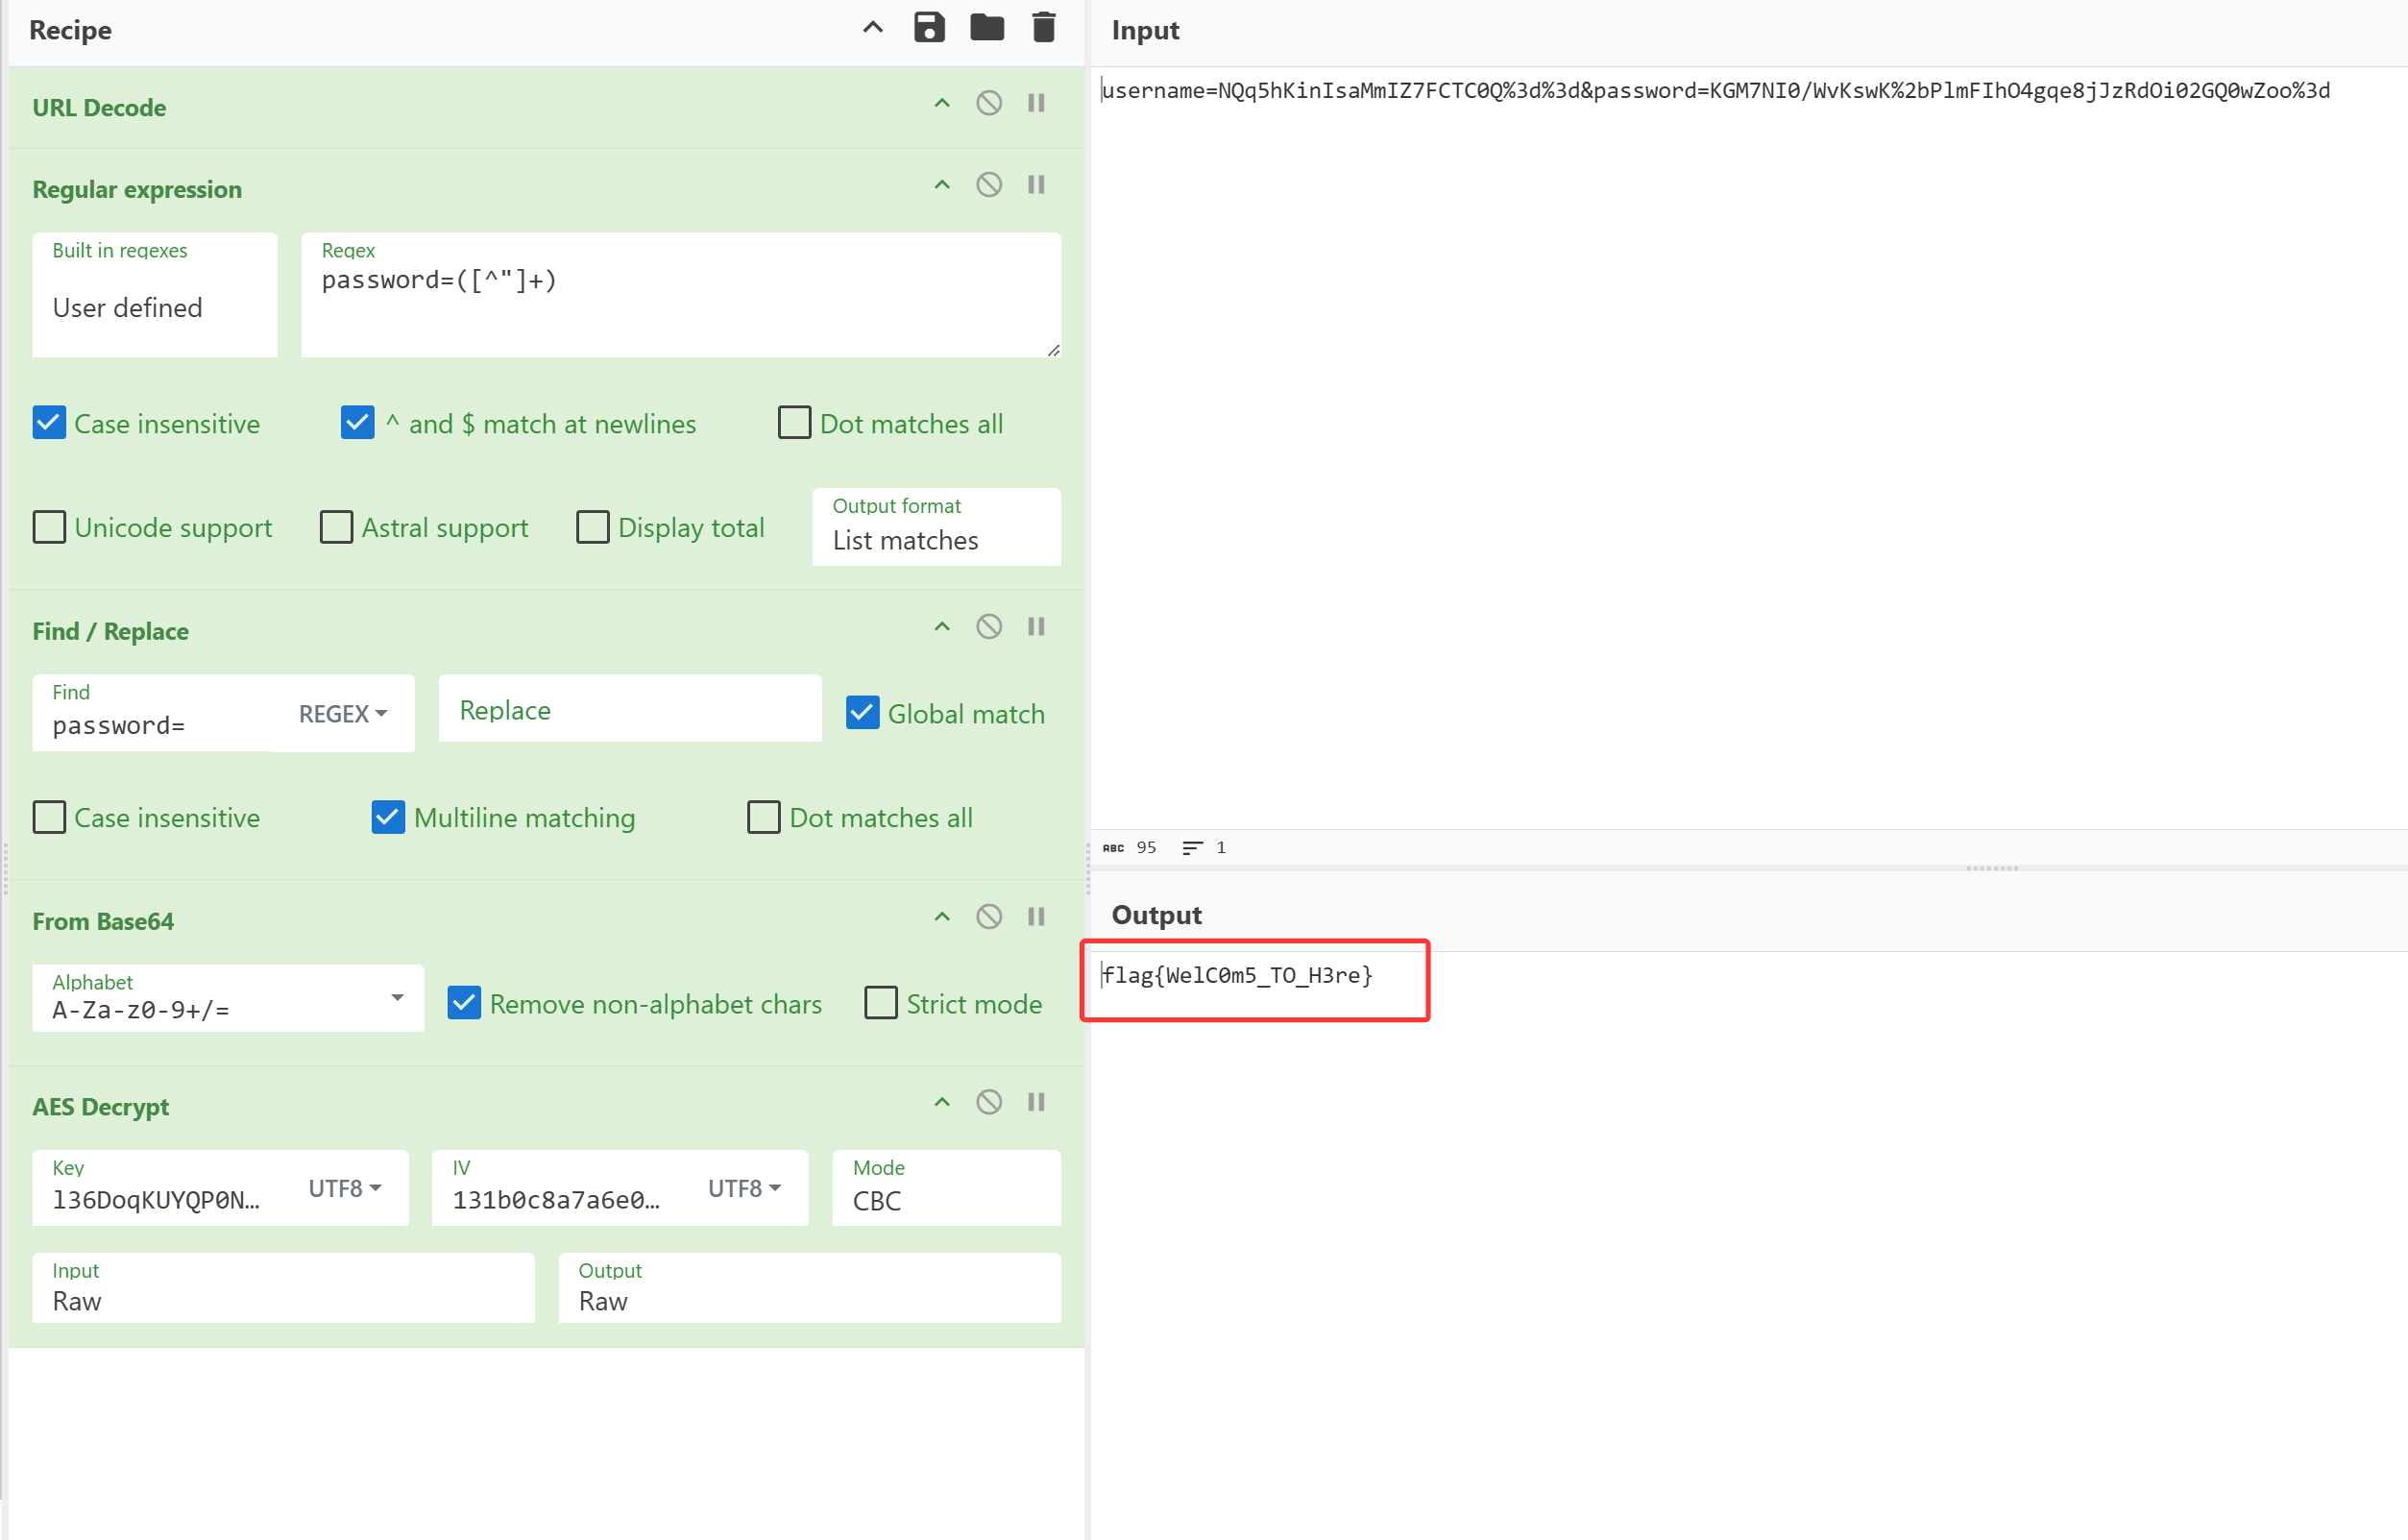 Recipe
URL Decode
Regular expression
Built in regexes
User defined
Regex
password=([^"]+)
Case insensitive
^ and $ match at newlines
Dot matches all
Unicode support
Astral support
Display total
Output format
List matches
Find / Replace
Find
password=
REGEX
Replace
Global match
Case insensitive
Multiline matching
Dot matches all
From Base64
Alphabet
A-Za-z0-9+/=
Remove non-alphabet chars
Strict mode
AES Decrypt
Key
l36DoqKUYQP0N…
UTF8
IV
131b0c8a7a6e0…
UTF8
Mode
CBC
Input
Raw
Output
Raw
Input
username=NQq5hKinIsaMmIZ7FCTC0Q%3d%3d&password=KGM7NI0/WvKswK%2bPlmFIhO4gqe8jJzRdOi02GQ0wZoo%3d
ABC 95
1
Output
flag{WelC0m5_TO_H3re}